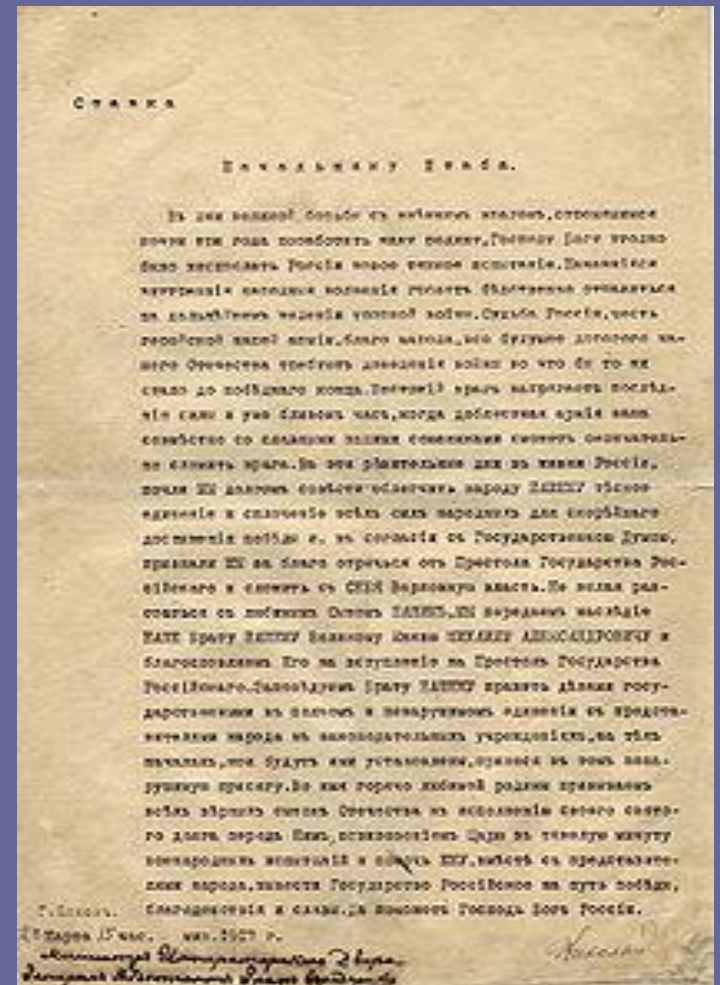 Ставка
Начальнику Штаба.
Въ дни великой борьбы съ внѣшнимъ врагомъ, стремящимся
почти три года поработить нашу родину, Господу Богу угодно
было ниспослать Россіи новое тяжкое испытаніе. Начавшіяся
внутреннія народныя волненія грозятъ бѣдственно отразиться
на дальнѣйшемъ веденіи упорной войны. Судьба Россіи, честь
геройской нашей арміи, благо народа, все будущее дорогого на-
шего Отечества требуютъ доведенія войны во что бы то ни
стало до побѣднаго конца. Жестокій врагъ напрягаетъ послѣд-
нія силы и уже близокъ часъ, когда доблестная армія наша
совмѣстно со славными нашими союзниками сможетъ окончатель-
но сломить врага. Въ эти рѣшительные дни въ жизни Россіи,
почли МЫ долгомъ совѣсти облегчить народу НАШЕМУ тѣсное
единеніе и сплоченіе всѣхъ силъ народныхъ для скорѣйшаго
достиженія побѣды и, въ согласіи съ Государственною Думою,
признали МЫ за благо отречься отъ Престола Государства Рос-
сійскаго и сложить съ СЕБЯ Верховную власть. Не желая раз-
статься съ любимымъ Сыномъ НАШИМЪ, МЫ передаемъ наслѣдіе
НАШЕ Брату НАШЕМУ Великому Князю МИХАИЛУ АЛЕКСАНДРОВИЧУ и
благословляемъ Его на вступленіе на Престолъ Государства
Россійскаго. Заповѣдуемъ Брату НАШЕМУ править дѣлами госу-
дарственными въ полномъ и ненарушимомъ единеніи съ предста-
вителями народа въ законодательныхъ учрежденіяхъ, на тѣхъ
началахъ, кои будутъ ими установлены, принеся въ томъ нена-
рушимую присягу. Во имя горячо любимой родины призываемъ
всѣхъ вѣрныхъ сыновъ Отечества къ исполненію своего свято-
го долга передъ Нимъ, повиновеніемъ Царю въ тяжелую минуту
всенародныхъ испытаній и помочь ЕМУ, вмѣстѣ съ представите-
лями народа, вывести Государство Россійское на путь побѣды,
благоденствія и славы. Да поможетъ Господь Богъ Россіи.
Г. Псковъ.
Марта 15 час. мин. 1917 г.
Николай
Министръ Императорскаго Двора
Генералъ Адъютантъ Графъ Фредериксъ